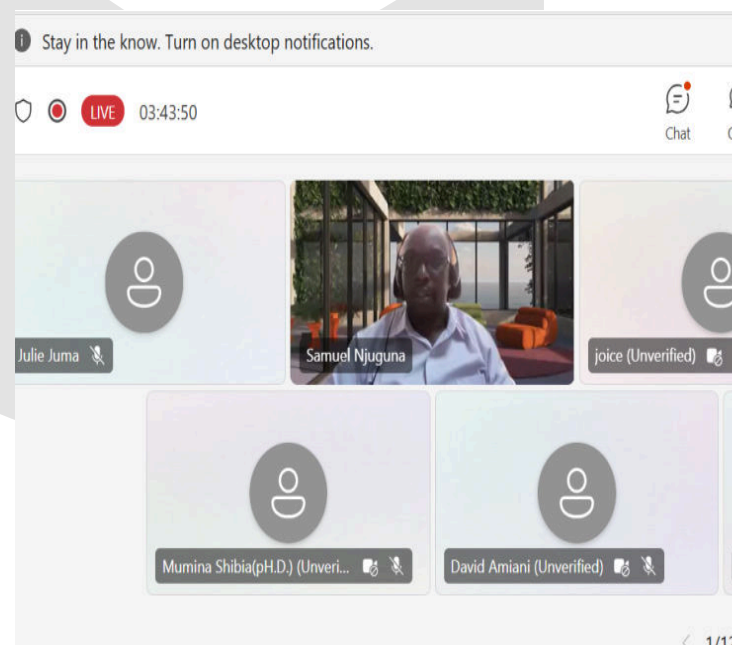 Stay in the know. Turn on desktop notifications.
LIVE 03:43:50
Chat
Julie Juma
Samuel Njuguna
joice (Unverified)
Mumina Shibia(pH.D.) (Unveri...
David Amiani (Unverified)